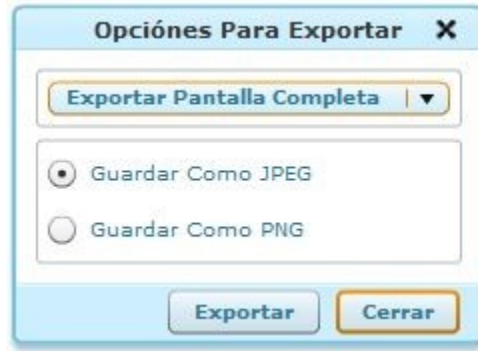 Opciónes Para Exportar
Exportar Pantalla Completa
Guardar Como JPEG
Guardar Como PNG
Exportar
Cerrar